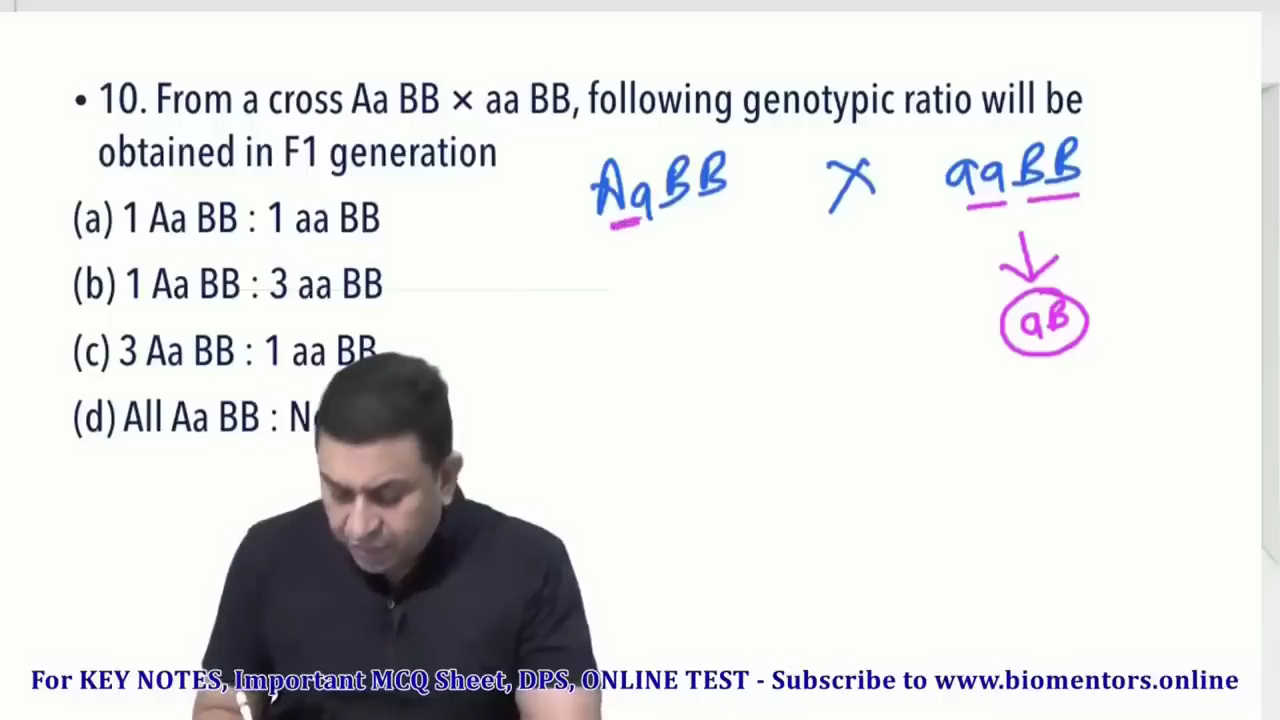 • 10. From a cross Aa BB × aa BB, following genotypic ratio will be
obtained in F1 generation
AaBB × aaBB
(a) 1 Aa BB : 1 aa BB
(b) 1 Aa BB : 3 aa BB
aB
(c) 3 Aa BB : 1 aa BB
(d) All Aa BB :
For KEY NOTES, Important MCQ Sheet, DPS, ONLINE TEST - Subscribe to www.biomentors.online